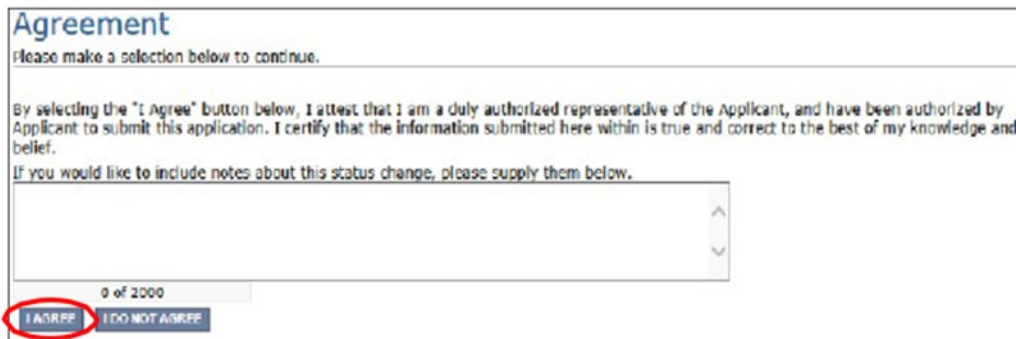 Agreement
Please make a selection below to continue.
By selecting the "I Agree" button below, I attest that I am a duly authorized representative of the Applicant, and have been authorized by
Applicant to submit this application. I certify that the information submitted here within is true and correct to the best of my knowledge and
belief.
If you would like to include notes about this status change, please supply them below.
0 of 2000
I AGREE I DO NOT AGREE